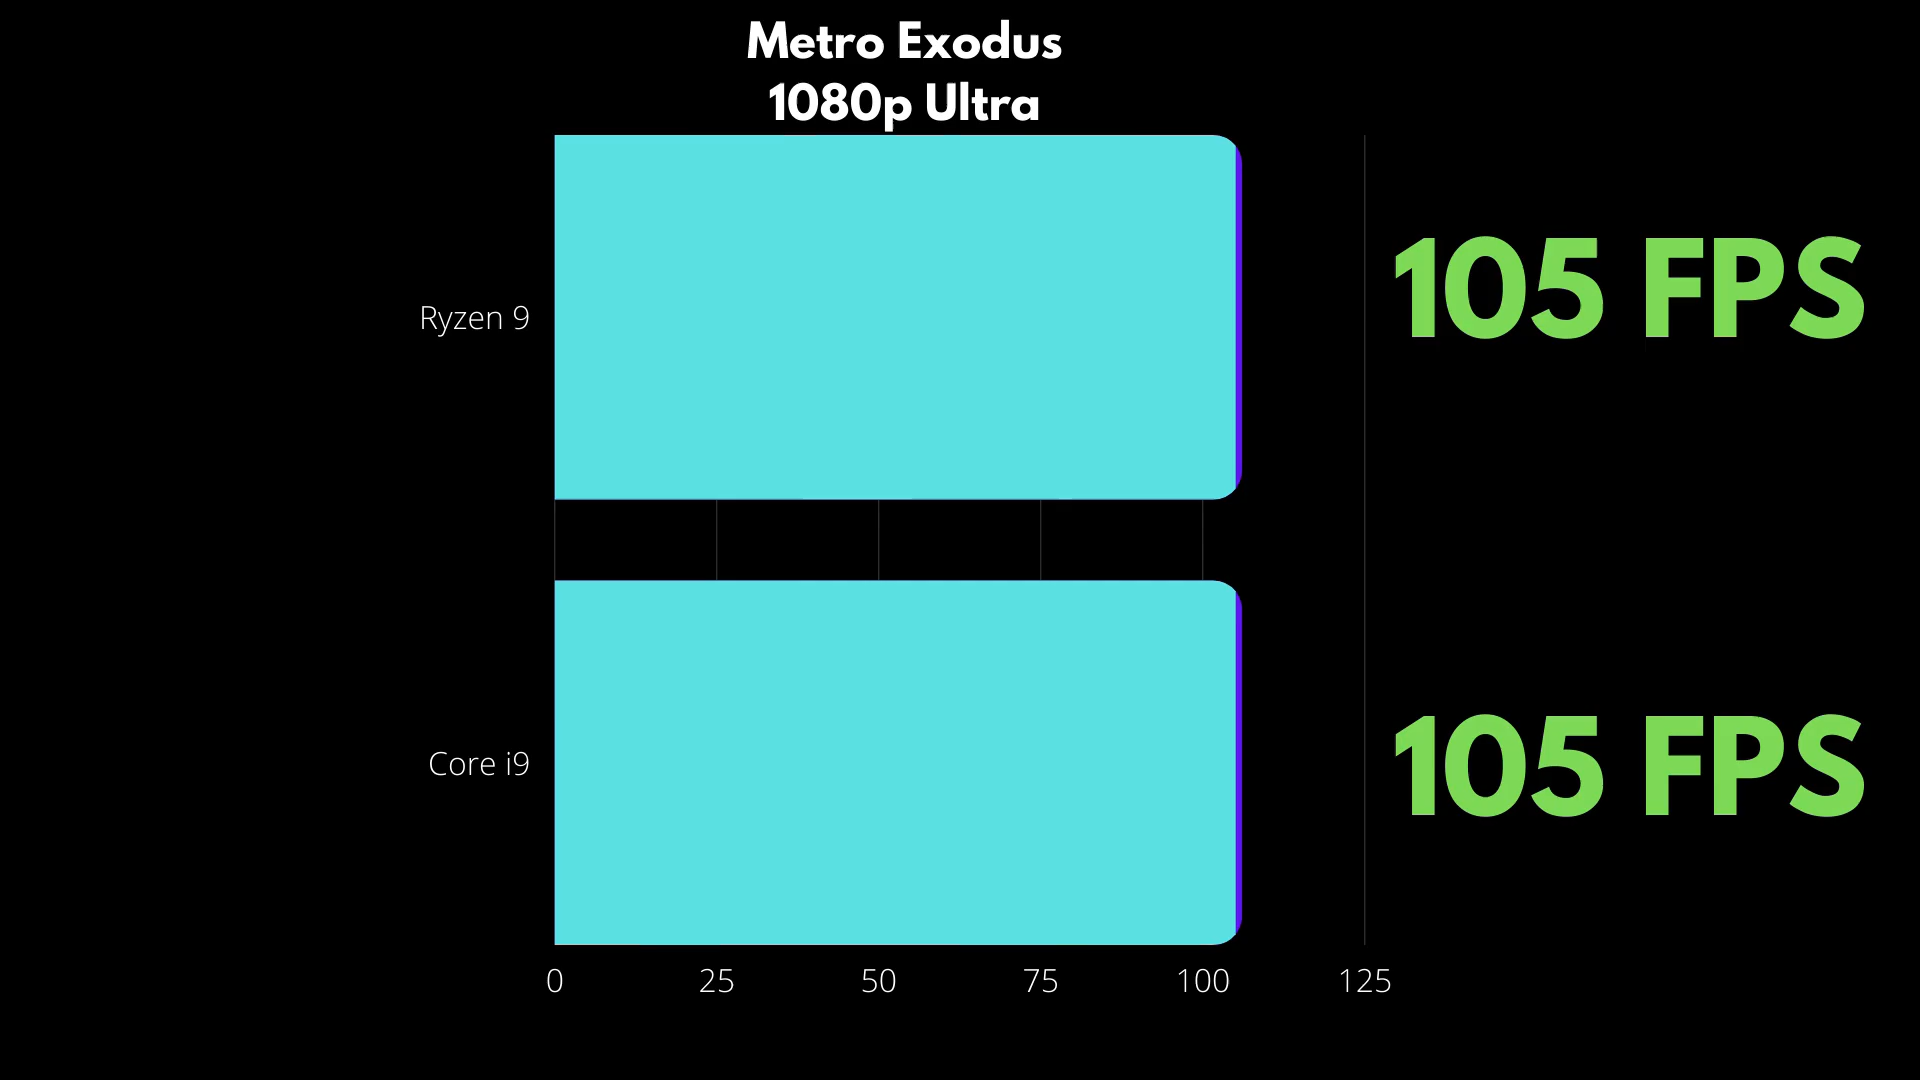 Metro Exodus
1080p Ultra
Ryzen 9
105 FPS
Core i9
105 FPS
0 25 50 75 100 125